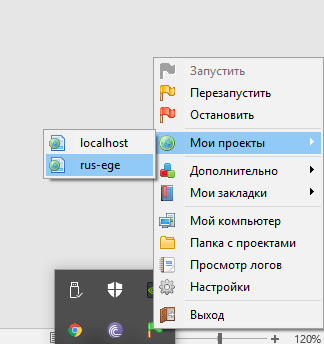 Запустить
Перезапустить
Остановить
Мои проекты
localhost
rus-ege
Дополнительно
Мои закладки
Мой компьютер
Папка с проектами
Просмотр логов
Настройки
Выход
120%